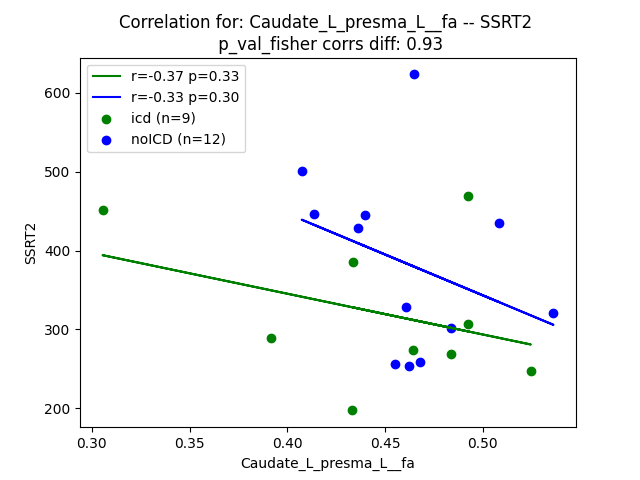 Correlation for: Caudate_L_presma_L__fa -- SSRT2
p_val_fisher corrs diff: 0.93
r=-0.37 p=0.33
r=-0.33 p=0.30
icd (n=9)
noICD (n=12)
600
500
400
300
200
SSRT2
0.30 0.35 0.40 0.45 0.50
Caudate_L_presma_L__fa